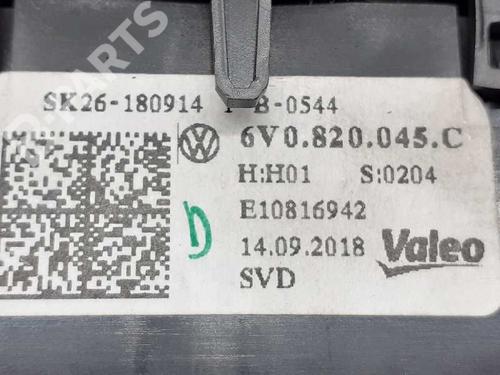 SK26-180914 B-0544
6V0.820.045.C
H:H01 S:0204
E10816942
D
14.09.2018 Valeo
SVD